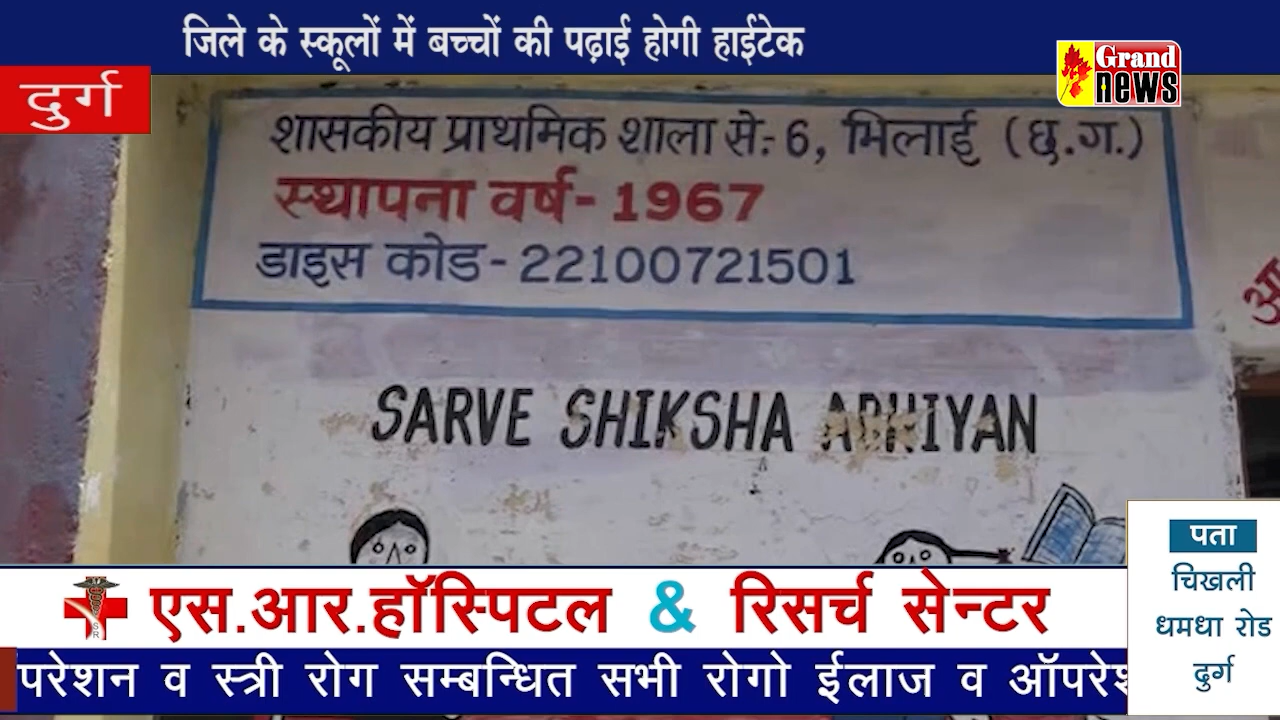 जिले के स्कूलों में बच्चों की पढ़ाई होगी हाईटेक
Grand
news
दुर्ग
शासकीय प्राथमिक शाला से.- 6, भिलाई (छ.ग.)
स्थापना वर्ष- 1967
डाइस कोड - 22100721501
SARVE SHIKSHA ABHIYAN
पता
चिखली
धमधा रोड
दुर्ग
एस.आर.हॉस्पिटल & रिसर्च सेन्टर
परेशन व स्त्री रोग सम्बन्धित सभी रोगो ईलाज व